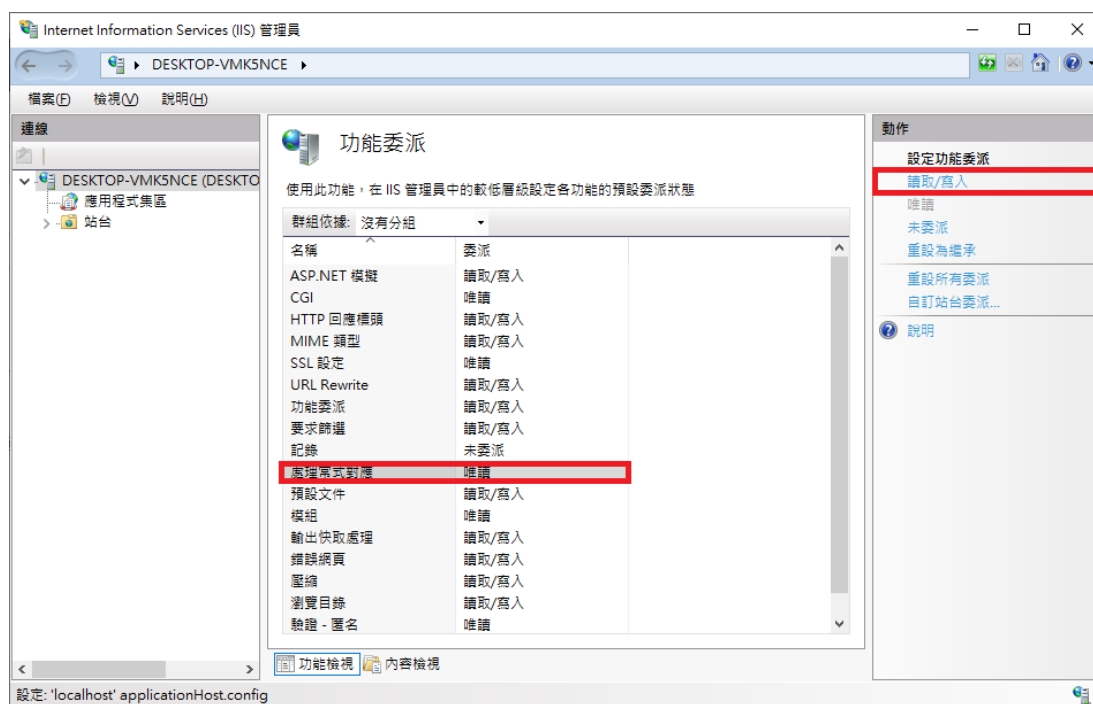 Internet Information Services (IIS) 管理員
DESKTOP-VMK5NCE
檔案(F) 檢視(V) 說明(H)
連線
DESKTOP-VMK5NCE (DESKTO
應用程式集區
站台
功能委派
使用此功能，在 IIS 管理員中的較低層級設定各功能的預設委派狀態
群組依據: 沒有分組
名稱 委派
ASP.NET 模擬 讀取/寫入
CGI 唯讀
HTTP 回應標頭 讀取/寫入
MIME 類型 讀取/寫入
SSL 設定 唯讀
URL Rewrite 讀取/寫入
功能委派 讀取/寫入
要求篩選 讀取/寫入
記錄 未委派
處理常式對應 唯讀
預設文件 讀取/寫入
模組 唯讀
輸出快取處理 讀取/寫入
錯誤網頁 讀取/寫入
壓縮 讀取/寫入
瀏覽目錄 讀取/寫入
驗證 - 匿名 唯讀
功能檢視 內容檢視
動作
設定功能委派
讀取/寫入
唯讀
未委派
重設為繼承
重設所有委派
自訂站台委派...
說明
設定: 'localhost' applicationHost.config